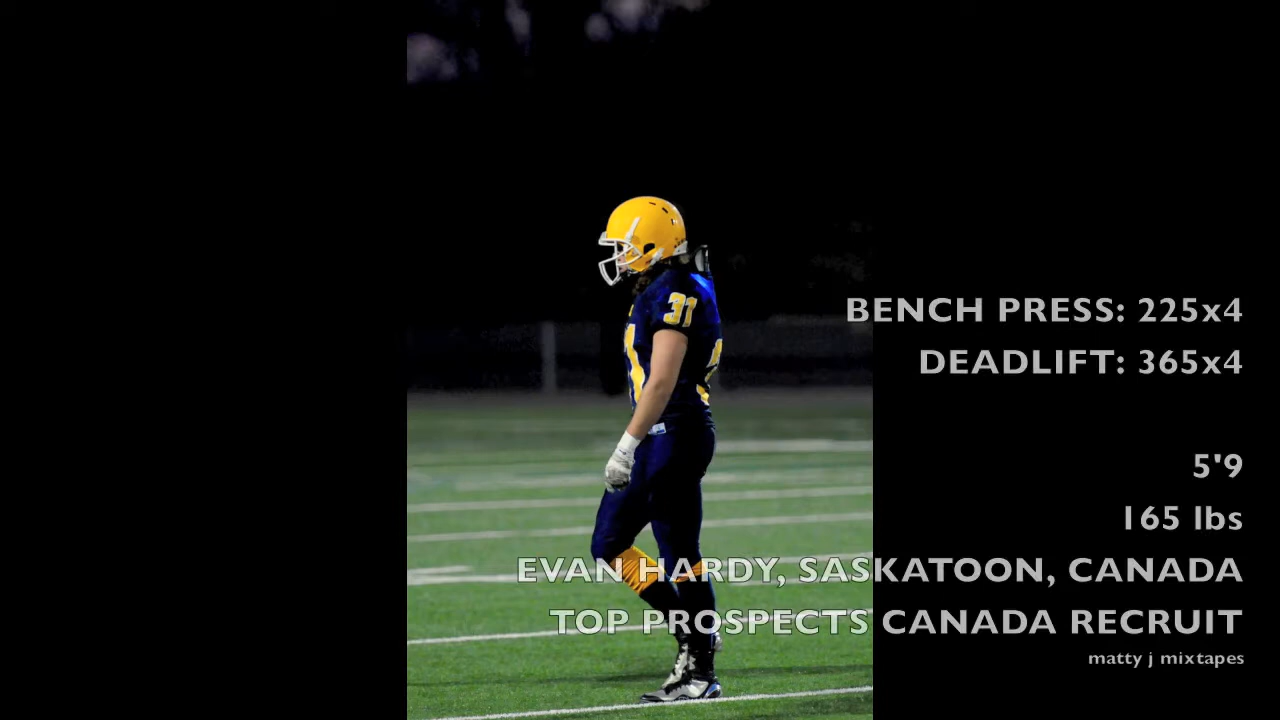 31
BENCH PRESS: 225x4
DEADLIFT: 365x4
5'9
165 lbs
EVAN HARDY, SASKATOON, CANADA
TOP PROSPECTS CANADA RECRUIT
matty j mixtapes